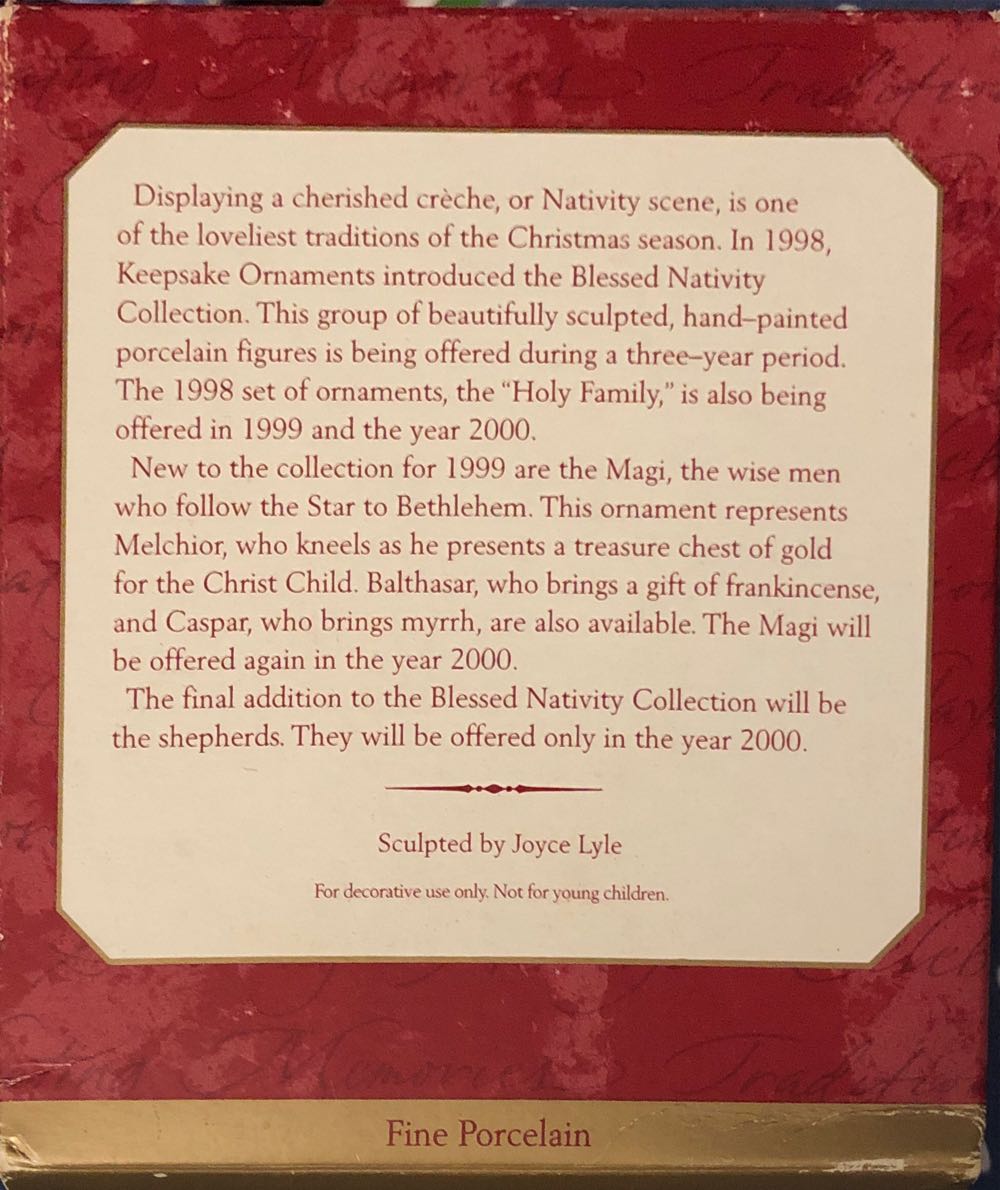 Memories
Displaying a cherished crèche, or Nativity scene, is one
of the loveliest traditions of the Christmas season. In 1998,
Keepsake Ornaments introduced the Blessed Nativity
Collection. This group of beautifully sculpted, hand–painted
porcelain figures is being offered during a three–year period.
The 1998 set of ornaments, the “Holy Family,” is also being
offered in 1999 and the year 2000.
New to the collection for 1999 are the Magi, the wise men
who follow the Star to Bethlehem. This ornament represents
Melchior, who kneels as he presents a treasure chest of gold
for the Christ Child. Balthasar, who brings a gift of frankincense,
and Caspar, who brings myrrh, are also available. The Magi will
be offered again in the year 2000.
The final addition to the Blessed Nativity Collection will be
the shepherds. They will be offered only in the year 2000.
Sculpted by Joyce Lyle
For decorative use only. Not for young children.
Memories
Fine Porcelain